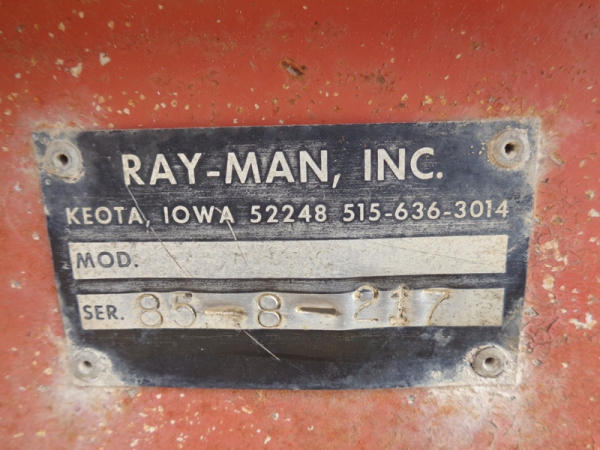 RAY-MAN, INC.
KEOTA, IOWA 52248 515-636-3014
MOD.
SER. 85-8-217